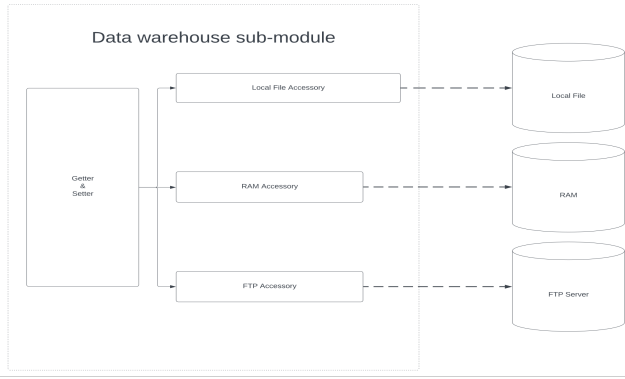 Data warehouse sub-module
Local File Accessory
Local File
Getter
&
Setter
RAM Accessory
RAM
FTP Accessory
FTP Server